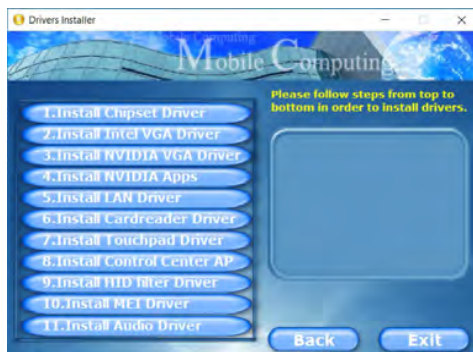 Drivers Installer
Mobile Computing
Mobile Computing
Please follow steps from top to
bottom in order to install drivers.
1.Install Chipset Driver
2.Install Intel VGA Driver
3.Install NVIDIA VGA Driver
4.Install NVIDIA Apps
5.Install LAN Driver
6.Install Cardreader Driver
7.Install Touchpad Driver
8.Install Control Center AP
9.Install HID filter Driver
10.Install MEI Driver
11.Install Audio Driver
Back
Exit